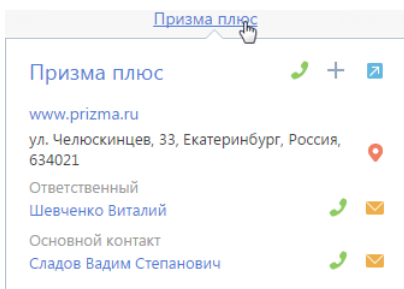 Призма плюс
Призма плюс
www.prizma.ru
ул. Челюскинцев, 33, Екатеринбург, Россия,
634021
Ответственный
Шевченко Виталий
Основной контакт
Сладов Вадим Степанович